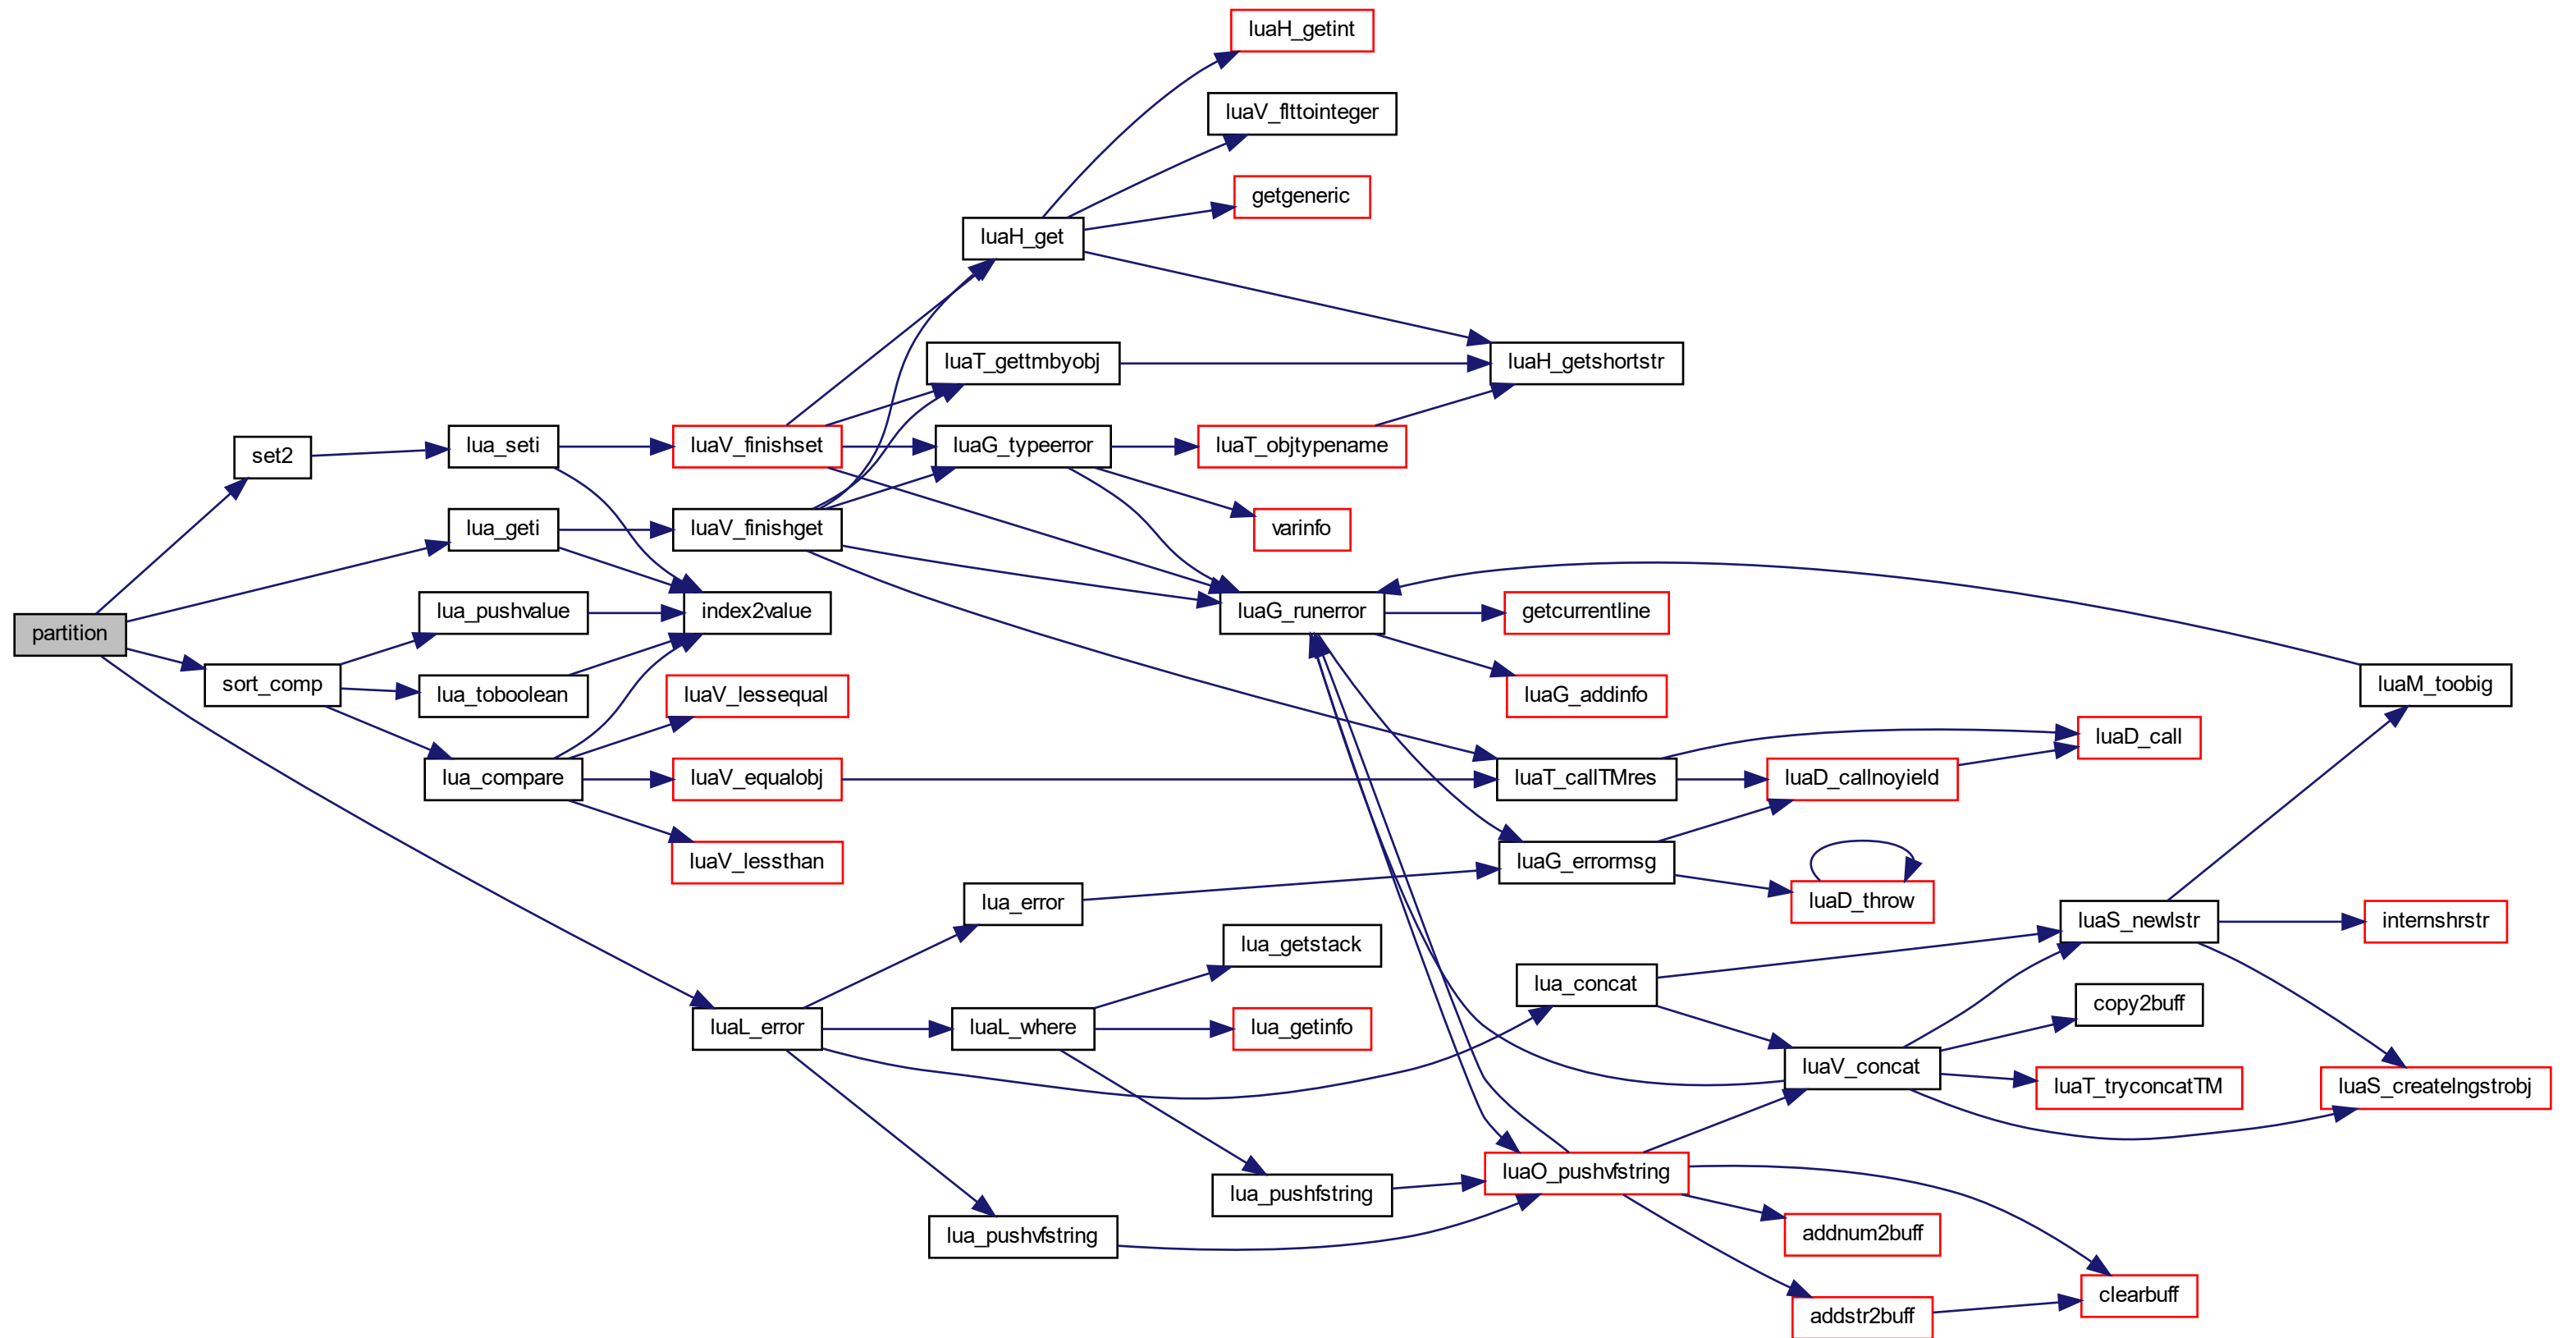 partition
set2
sort_comp
lua_seti
lua_geti
lua_pushvalue
lua_toboolean
lua_compare
luaV_finishset
luaV_finishget
index2value
luaV_lessequal
luaV_equalobj
luaV_lessthan
luaL_error
luaH_get
luaT_gettmbyobj
luaG_typeerror
lua_error
luaL_where
lua_pushvfstring
luaH_getint
luaV_flttointeger
getgeneric
luaT_objtypename
varinfo
luaG_runerror
lua_getstack
lua_getinfo
lua_pushfstring
luaH_getshortstr
getcurrentline
luaG_addinfo
luaT_callTMres
luaG_errormsg
lua_concat
luaO_pushvfstring
luaD_callnoyield
luaD_throw
luaV_concat
addnum2buff
addstr2buff
luaD_call
luaS_newlstr
copy2buff
luaT_tryconcatTM
clearbuff
luaM_toobig
internshrstr
luaS_createlngstrobj